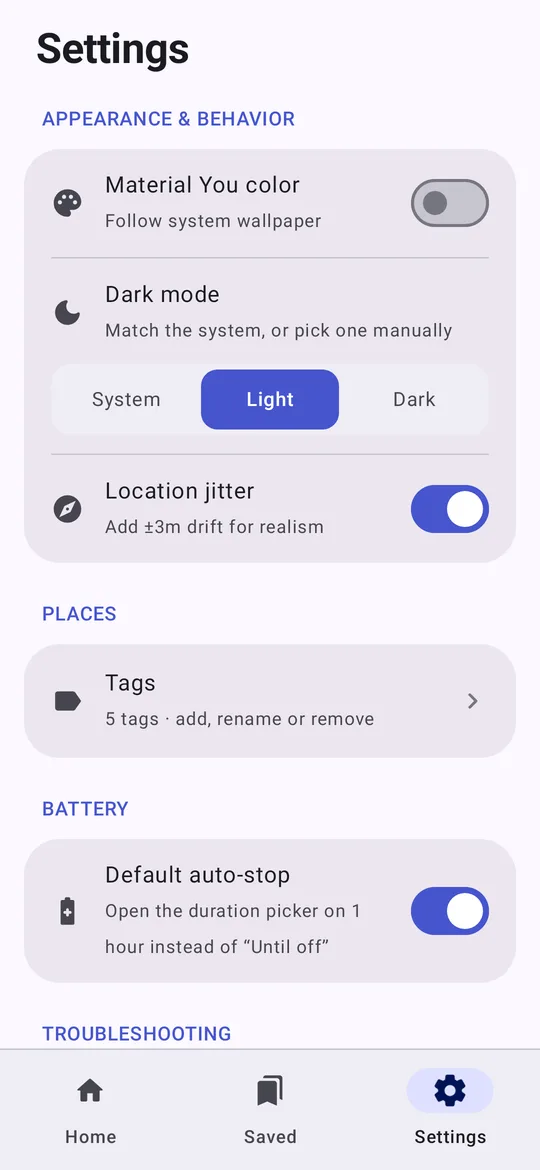 Settings
APPEARANCE & BEHAVIOR
Material You color
Follow system wallpaper
Dark mode
Match the system, or pick one manually
System
Light
Dark
Location jitter
Add ±3m drift for realism
PLACES
Tags
5 tags · add, rename or remove
BATTERY
Default auto-stop
Open the duration picker on 1
hour instead of “Until off”
TROUBLESHOOTING
Home
Saved
Settings